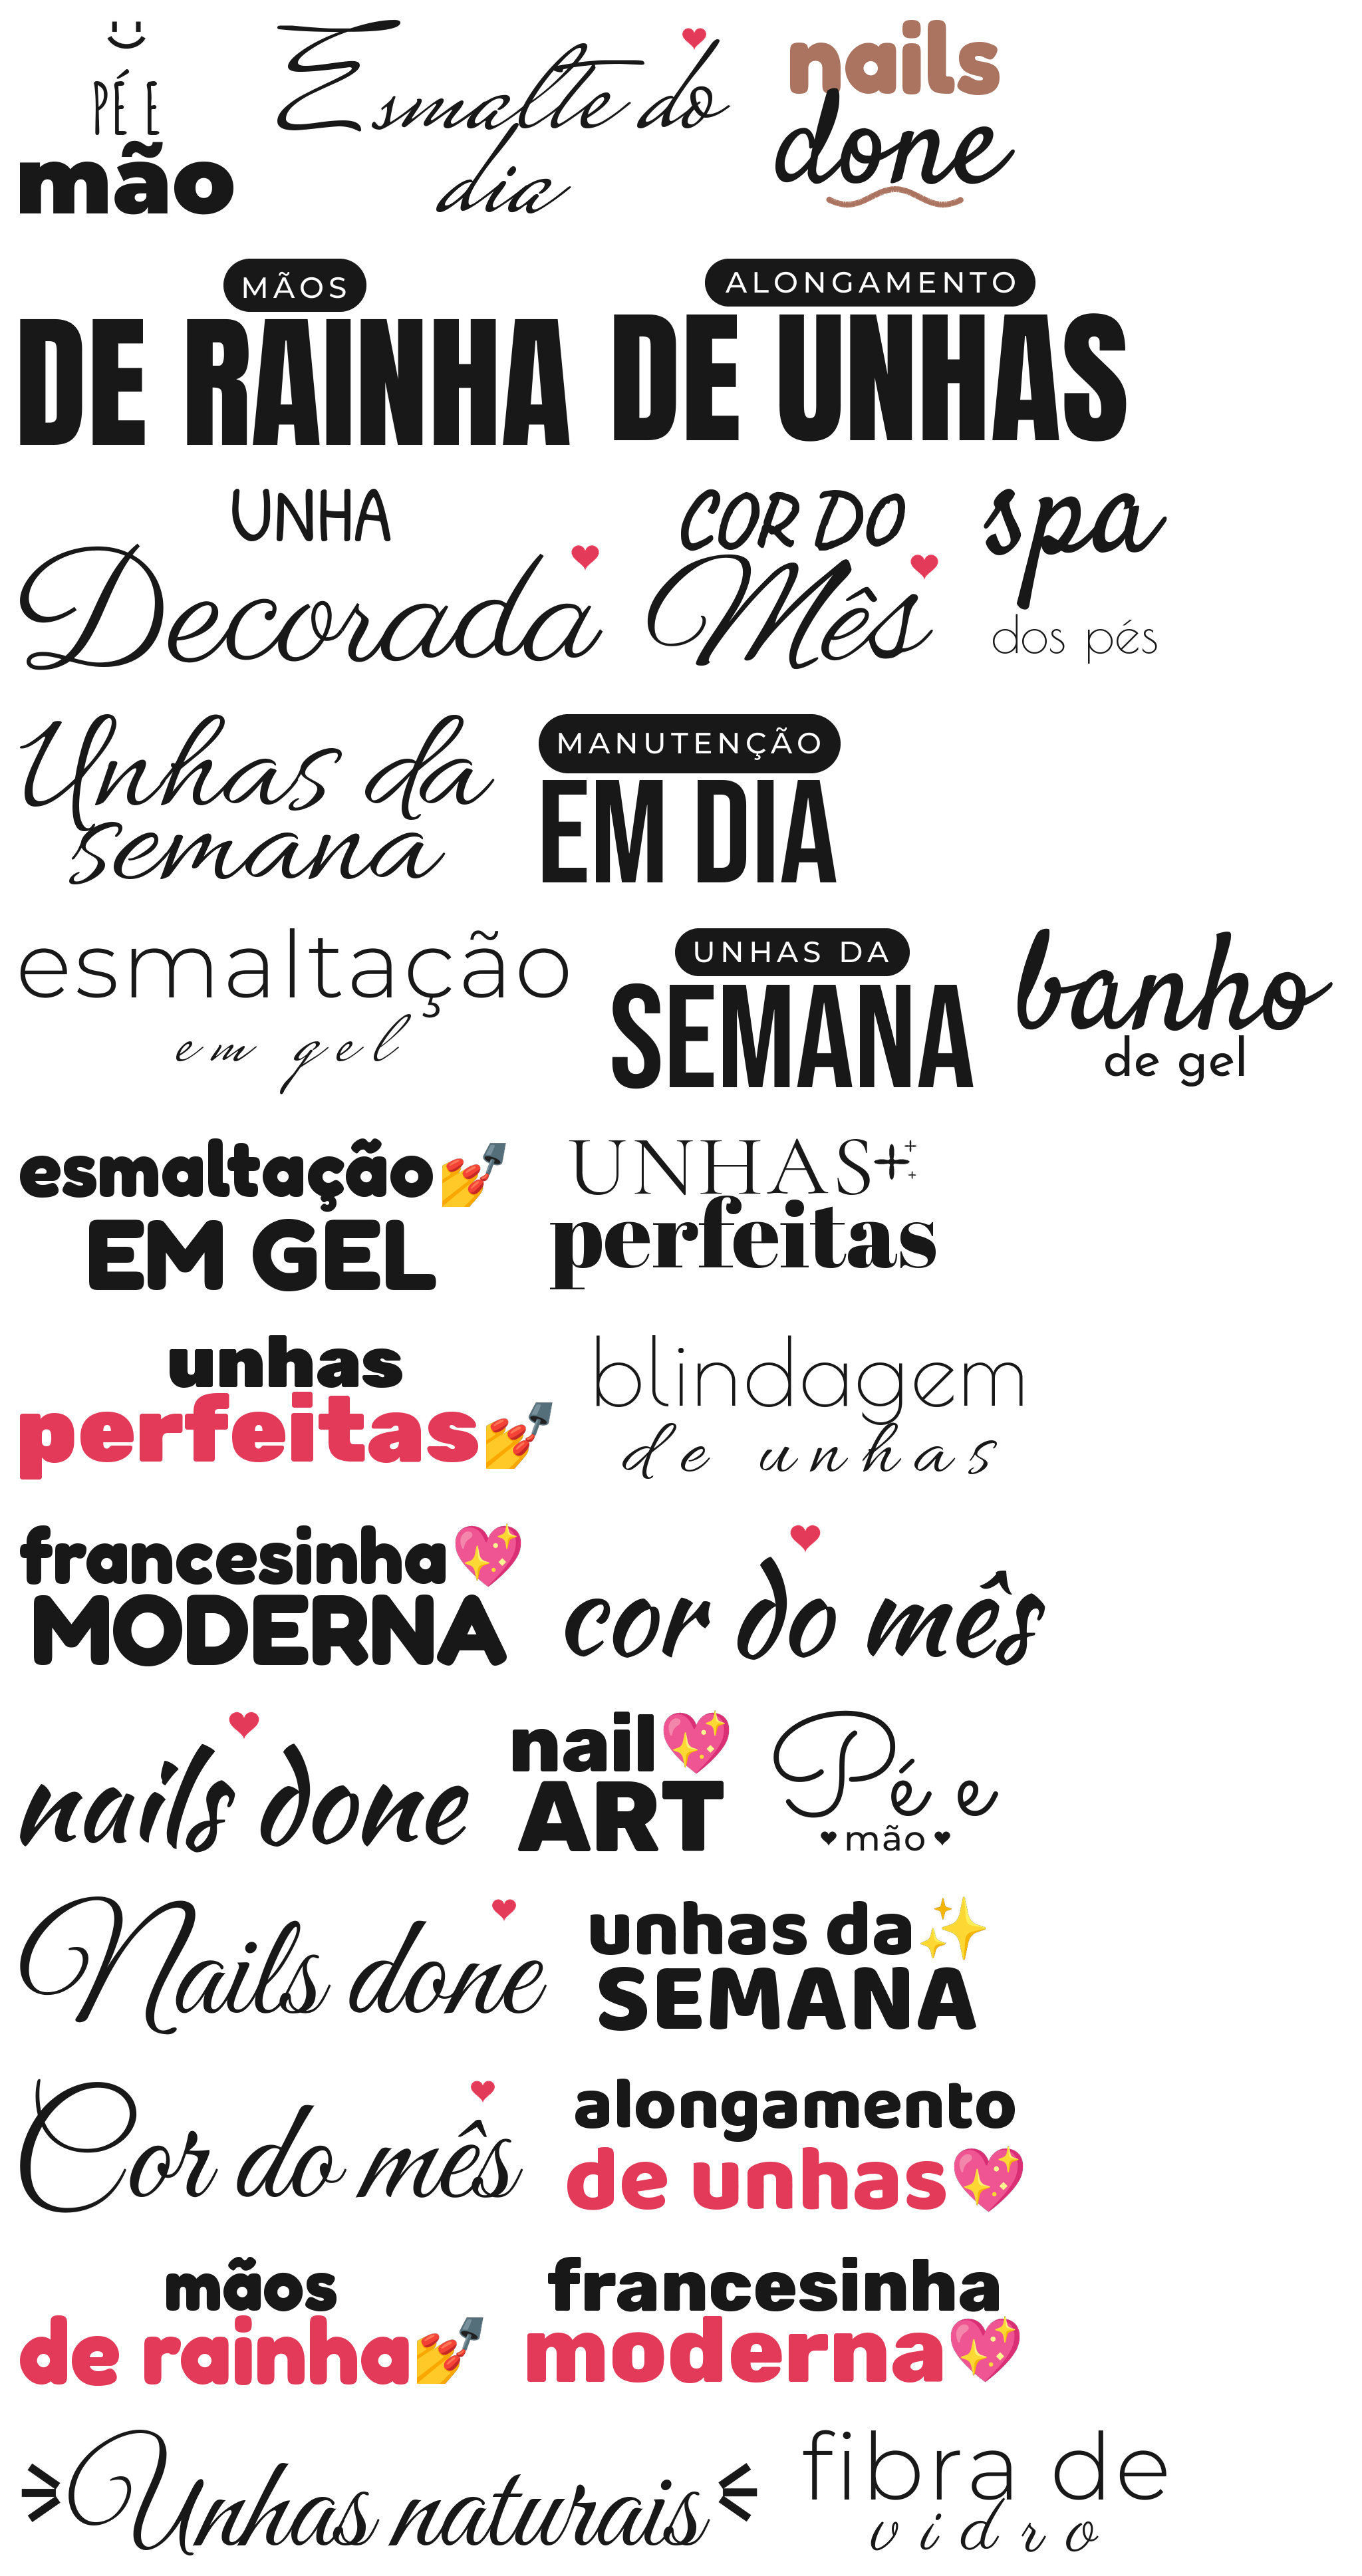 PÉ E
mão
Esmalte do
dia
nails
done
MÃOS
DE RAINHA
ALONGAMENTO
DE UNHAS
UNHA
Decorada
COR DO
Mês
spa
dos pés
Unhas da
semana
MANUTENÇÃO
EM DIA
esmaltação
em gel
UNHAS DA
SEMANA
banho
de gel
esmaltação
EM GEL
UNHAS
perfeitas
unhas
perfeitas
blindagem
de unhas
francesinha
MODERNA
cor do mês
nails done
nail
ART
Pé e
mão
Nails done
unhas da
SEMANA
Cor do mês
alongamento
de unhas
mãos
de rainha
francesinha
moderna
Unhas naturais
fibra de
vidro